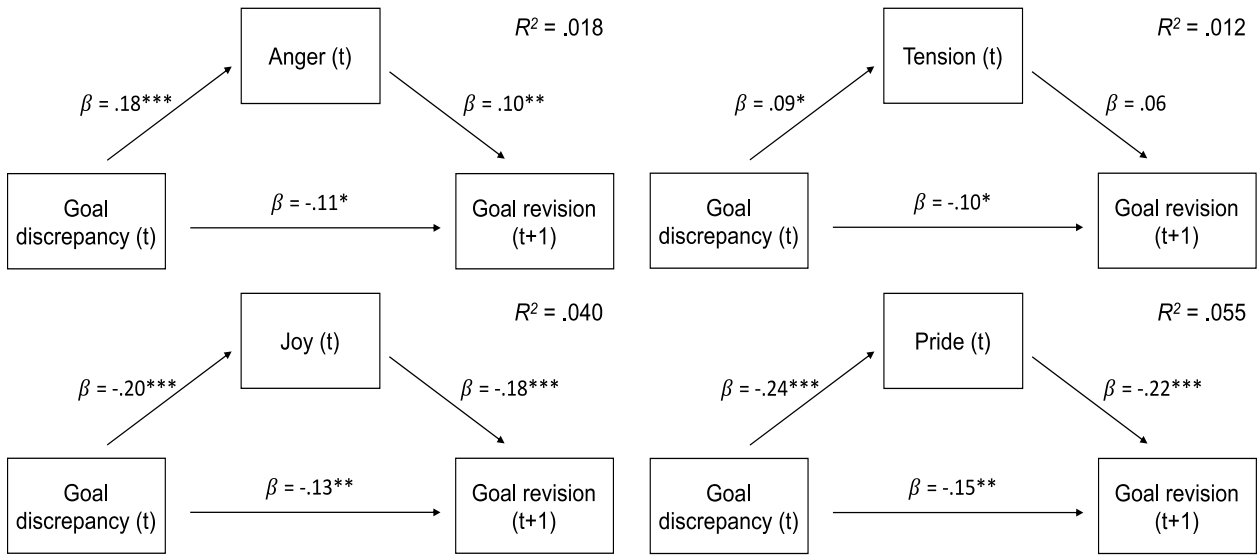 Anger (t)
R² = .018
β = .18***
β = .10**
Goal
discrepancy (t)
β = -.11*
Goal revision
(t+1)
Tension (t)
R² = .012
β = .09*
β = .06
Goal
discrepancy (t)
β = -.10*
Goal revision
(t+1)
Joy (t)
R² = .040
β = -.20***
β = -.18***
Goal
discrepancy (t)
β = -.13**
Goal revision
(t+1)
Pride (t)
R² = .055
β = -.24***
β = -.22***
Goal
discrepancy (t)
β = -.15**
Goal revision
(t+1)